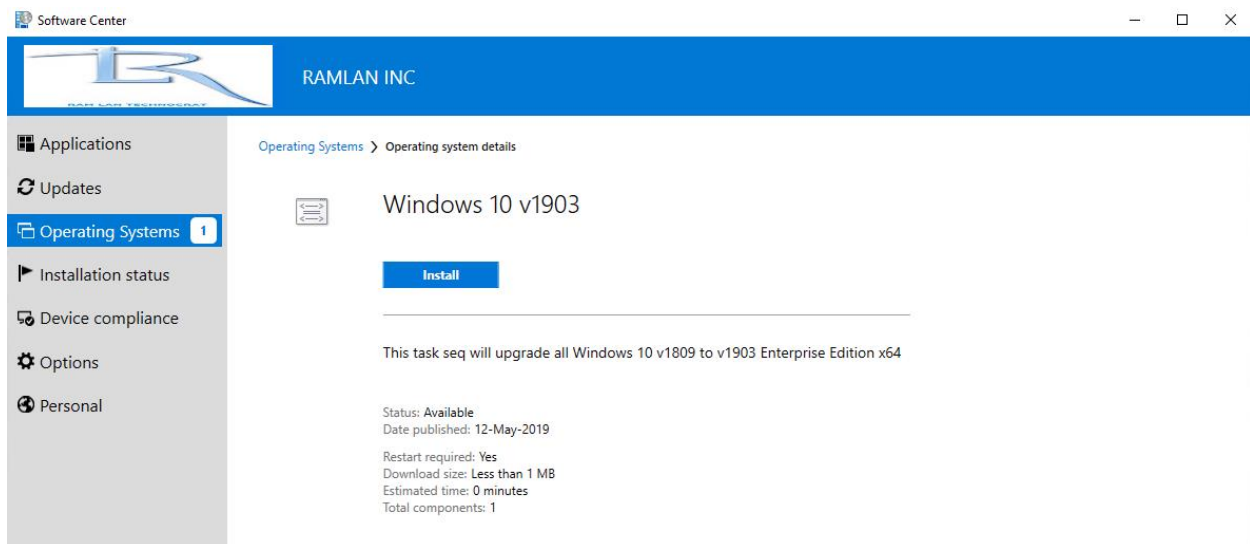 Software Center
RAMLAN INC
RAM LAN TECHNOCRAT
Applications
Updates
Operating Systems 1
Installation status
Device compliance
Options
Personal
Operating Systems > Operating system details
Windows 10 v1903
Install
This task seq will upgrade all Windows 10 v1809 to v1903 Enterprise Edition x64
Status: Available
Date published: 12-May-2019
Restart required: Yes
Download size: Less than 1 MB
Estimated time: 0 minutes
Total components: 1